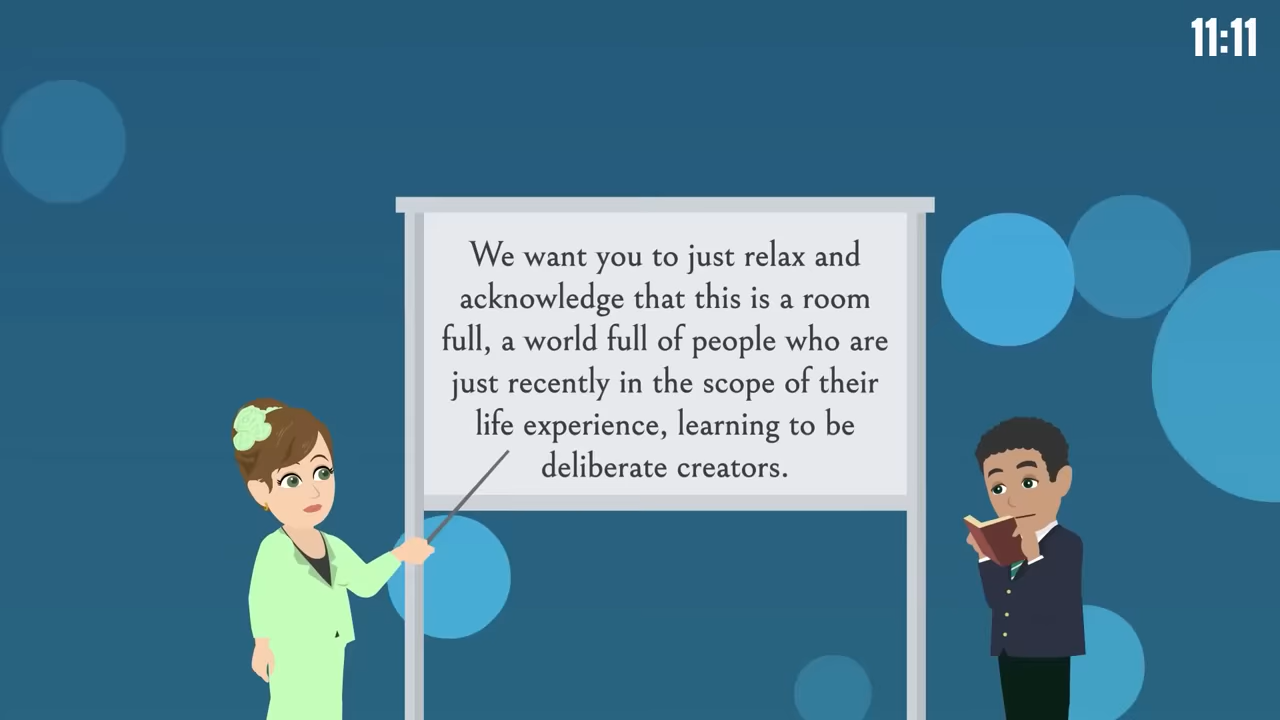 11:11
We want you to just relax and
acknowledge that this is a room
full, a world full of people who are
just recently in the scope of their
life experience, learning to be
deliberate creators.